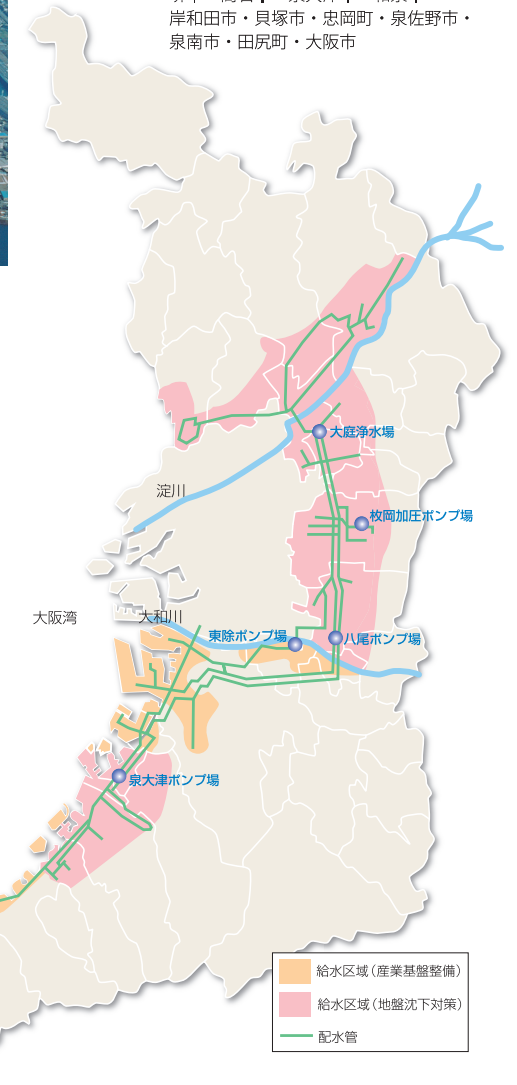 岸和田市・貝塚市・忠岡町・泉佐野市・
泉南市・田尻町・大阪市
大庭浄水場
淀川
枚岡加圧ポンプ場
大阪湾
大和川
東除ポンプ場
八尾ポンプ場
泉大津ポンプ場
給水区域(産業基盤整備)
給水区域(地盤沈下対策)
配水管